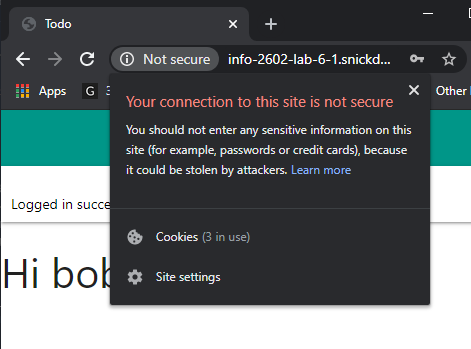 Todo
Not secure
info-2602-lab-6-1.snickd...
Apps
G
3
Other
Your connection to this site is not secure
You should not enter any sensitive information on this
site (for example, passwords or credit cards), because
it could be stolen by attackers. Learn more
Logged in succe
Cookies (3 in use)
Hi bob
Site settings